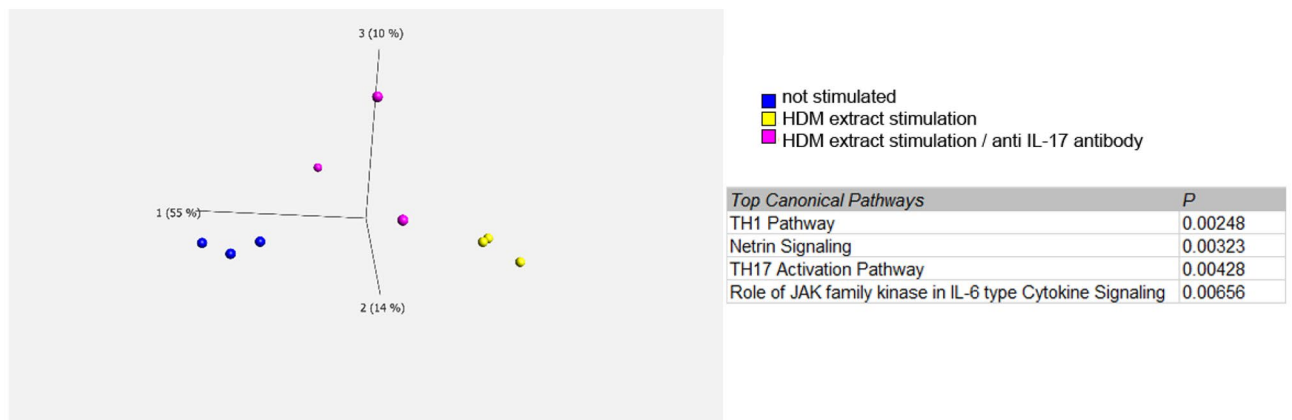 3 (10 %)
1 (55 %)
2 (14 %)
not stimulated
HDM extract stimulation
HDM extract stimulation / anti IL-17 antibody
Top Canonical Pathways P
TH1 Pathway 0.00248
Netrin Signaling 0.00323
TH17 Activation Pathway 0.00428
Role of JAK family kinase in IL-6 type Cytokine Signaling 0.00656